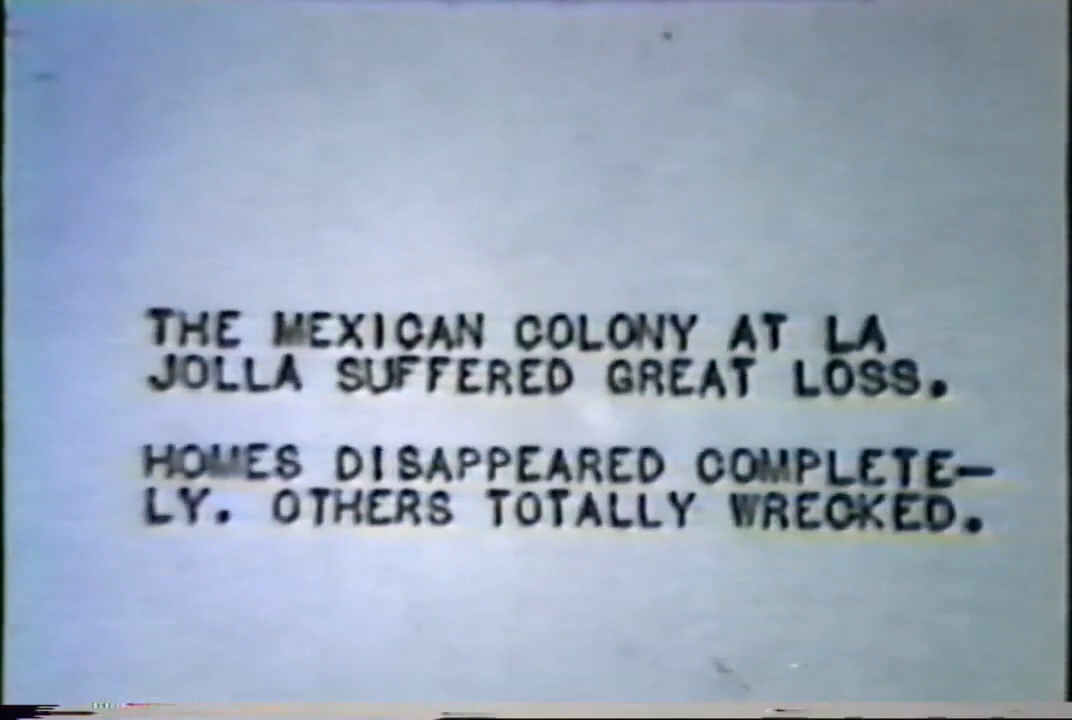 THE MEXICAN COLONY AT LA
JOLLA SUFFERED GREAT LOSS.
HOMES DISAPPEARED COMPLETE-
LY. OTHERS TOTALLY WRECKED.